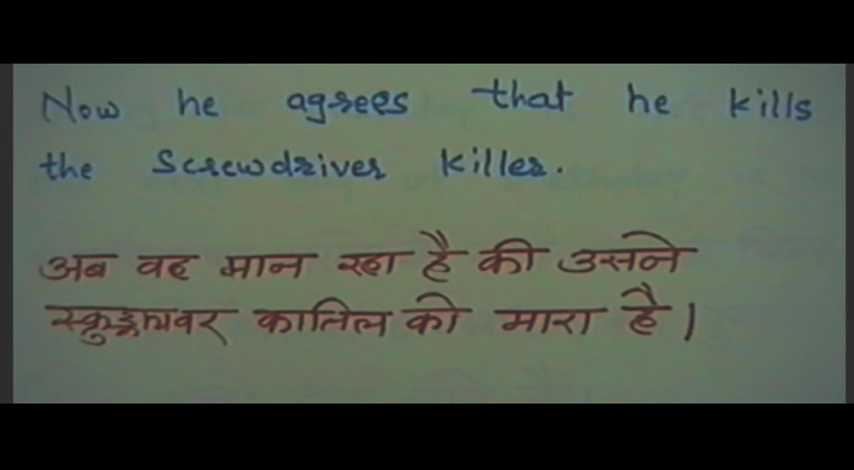 Now he agrees that he kills
the Screwdriver killer.
अब वह मान रहा है की उसने
स्क्रुड्रायवर कातिल को मारा है।